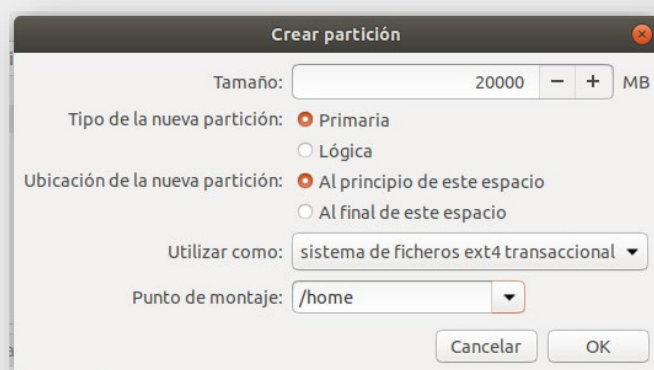 Crear partición
Tamaño: 20000 − + MB
Tipo de la nueva partición: Primaria
Lógica
Ubicación de la nueva partición: Al principio de este espacio
Al final de este espacio
Utilizar como: sistema de ficheros ext4 transaccional
Punto de montaje: /home
Cancelar OK